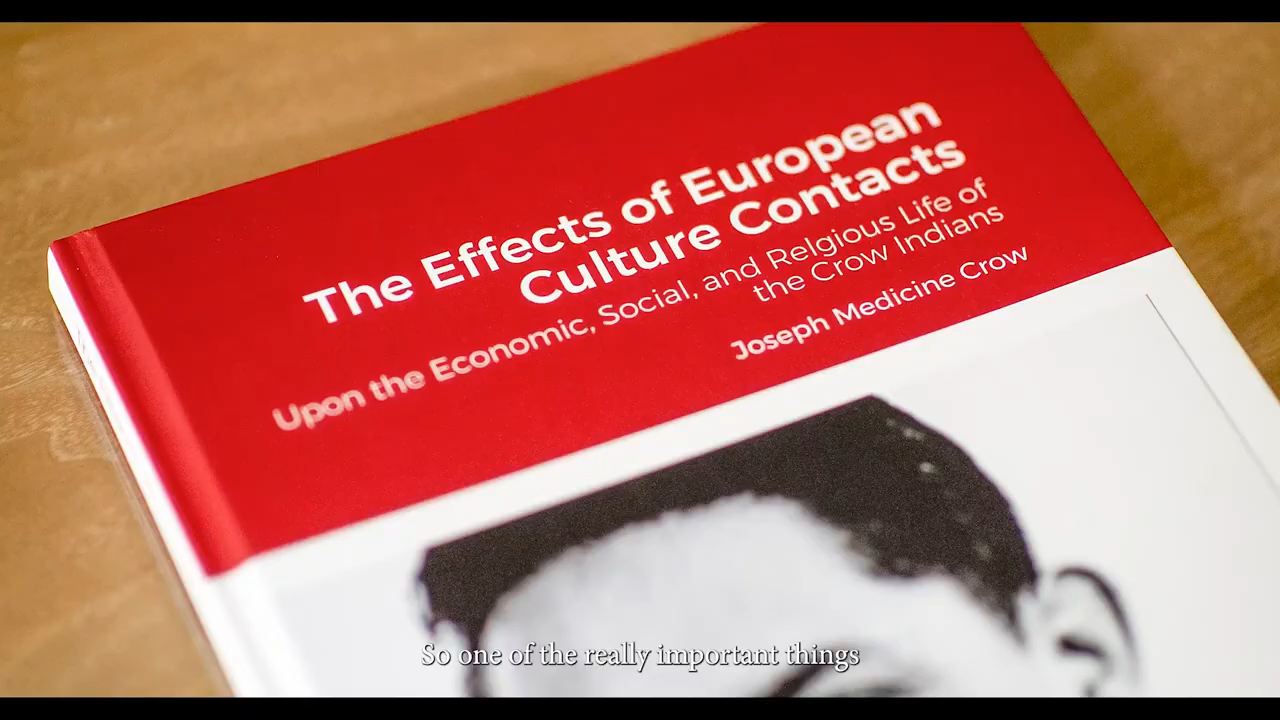 The Effects of European
Culture Contacts
Upon the Economic, Social, and Relgious Life of
the Crow Indians
Joseph Medicine Crow
So one of the really important things